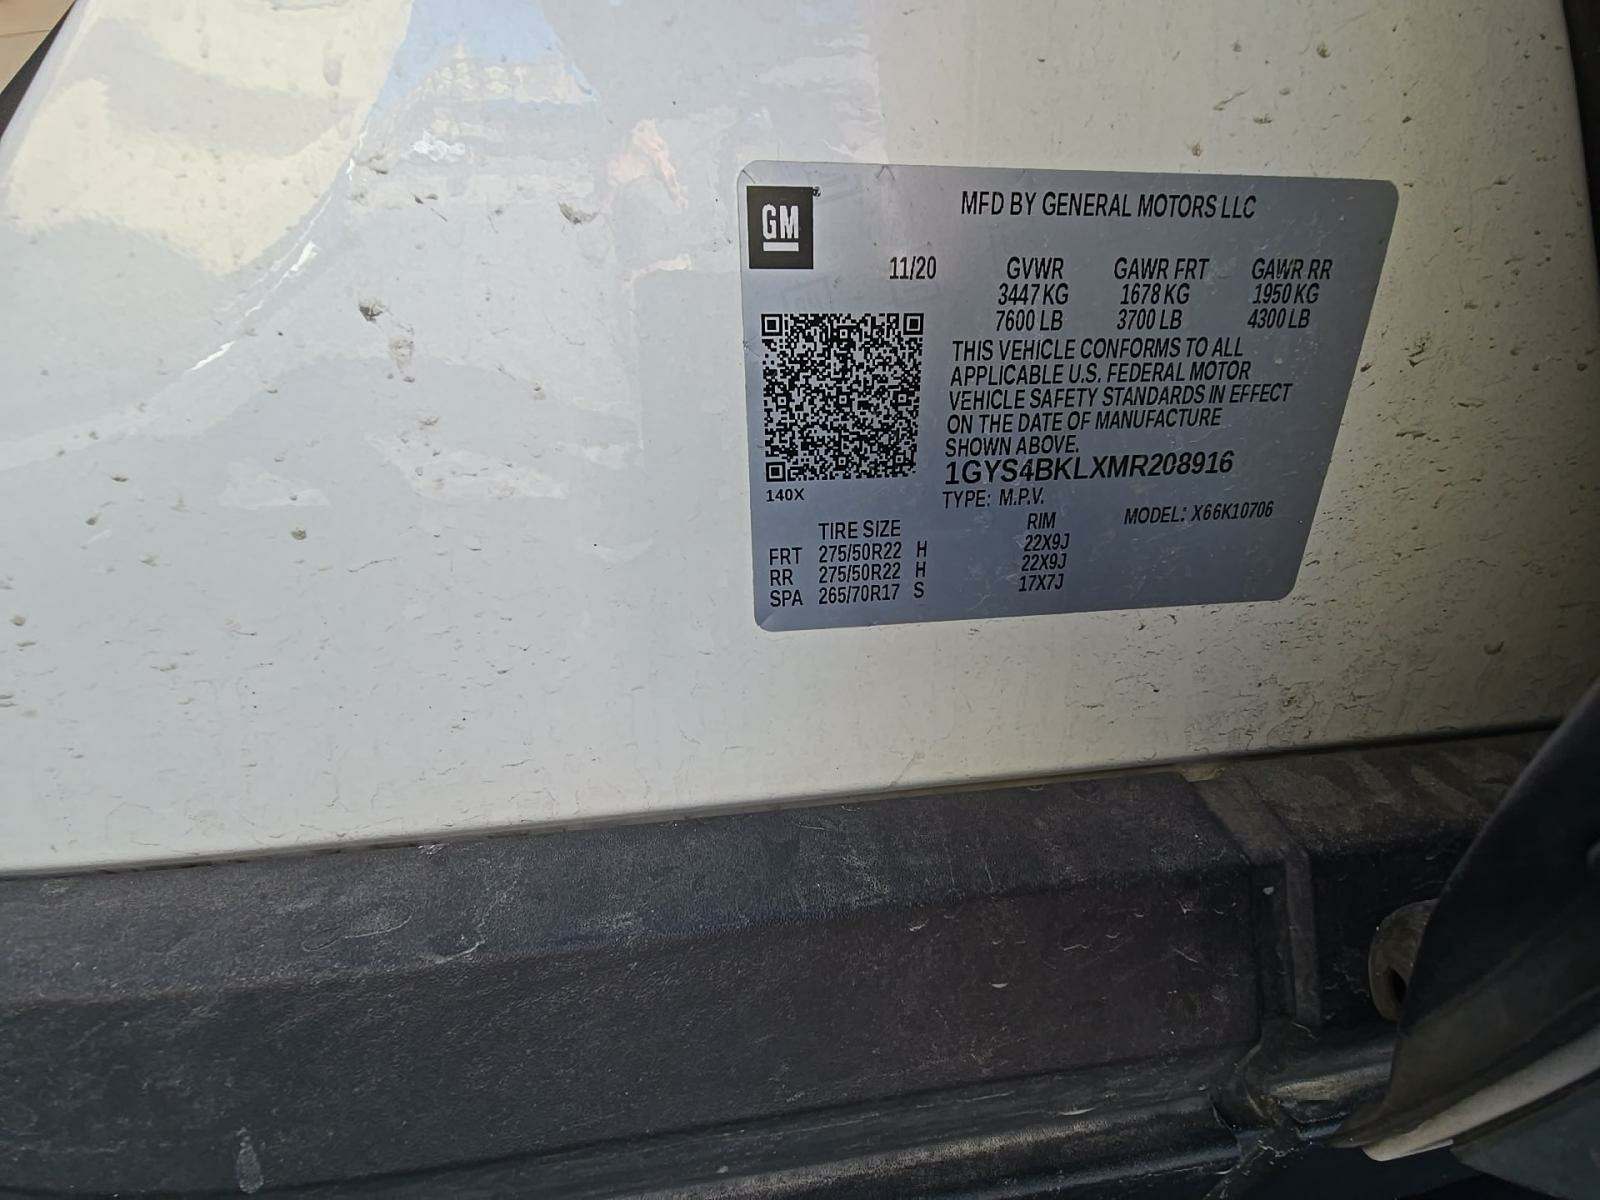 GM
MFD BY GENERAL MOTORS LLC
11/20 GVWR GAWR FRT GAWR RR
3447 KG 1678 KG 1950 KG
7600 LB 3700 LB 4300 LB
THIS VEHICLE CONFORMS TO ALL
APPLICABLE U.S. FEDERAL MOTOR
VEHICLE SAFETY STANDARDS IN EFFECT
ON THE DATE OF MANUFACTURE
SHOWN ABOVE.
1GYS4BKLXMR208916
140X
TYPE: M.P.V.
MODEL: X66K10706
TIRE SIZE RIM
FRT 275/50R22 H 22X9J
RR 275/50R22 H 22X9J
SPA 265/70R17 S 17X7J